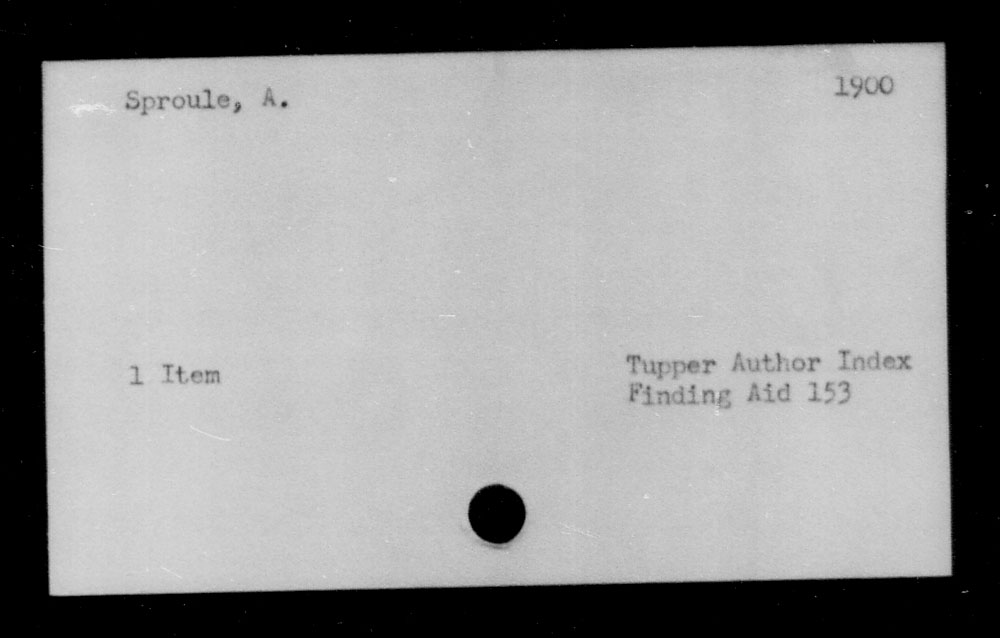 Sproule, A.
1900
1 Item
Tupper Author Index
Finding Aid 153